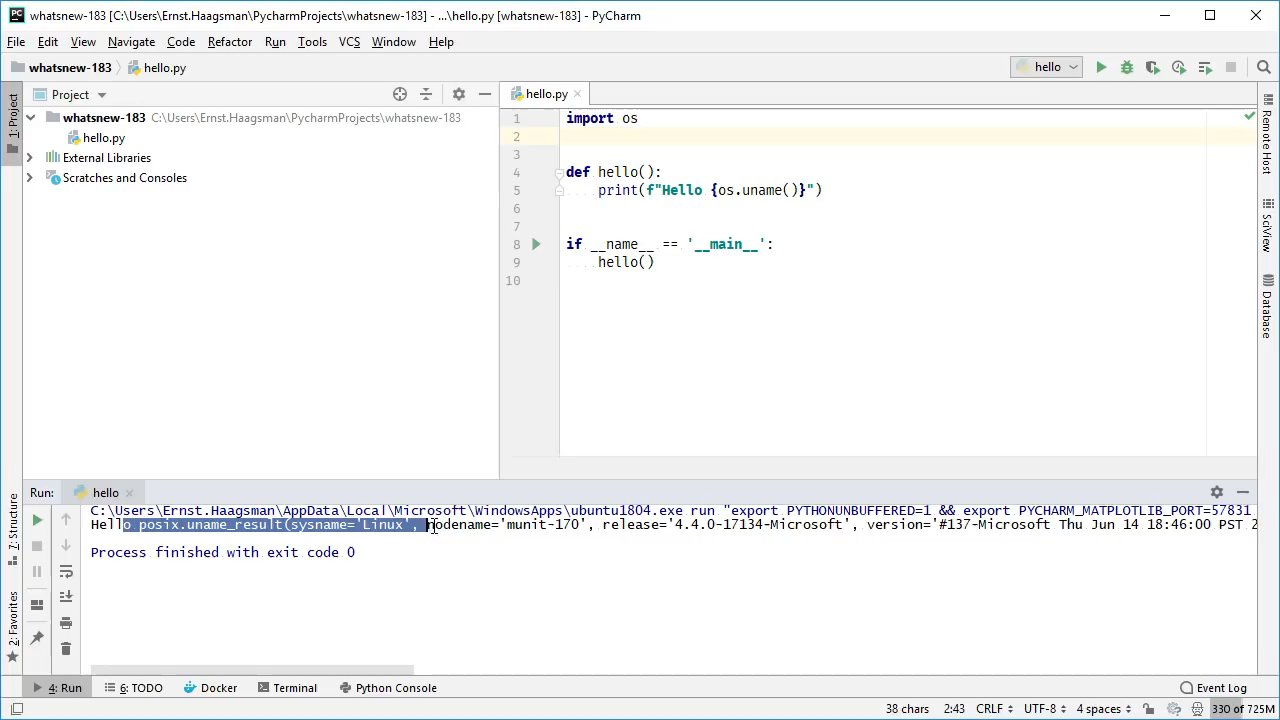 PC whatsnew-183 [C:\Users\Ernst.Haagsman\PycharmProjects\whatsnew-183] - ...\hello.py [whatsnew-183] - PyCharm
File Edit View Navigate Code Refactor Run Tools VCS Window Help
whatsnew-183 hello.py hello
1: Project
Project
hello.py
whatsnew-183 C:\Users\Ernst.Haagsman\PycharmProjects\whatsnew-183
hello.py
External Libraries
Scratches and Consoles
1 import os
2
3
4 def hello():
5 print(f"Hello {os.uname()}")
6
7
8 if __name__ == '__main__':
9 hello()
10
Remote Host
SciView
Database
7: Structure
2: Favorites
Run: hello
C:\Users\Ernst.Haagsman\AppData\Local\Microsoft\WindowsApps\ubuntu1804.exe run "export PYTHONUNBUFFERED=1 && export PYCHARM_MATPLOTLIB_PORT=57831
Hello posix.uname_result(sysname='Linux', nodename='munit-170', release='4.4.0-17134-Microsoft', version='#137-Microsoft Thu Jun 14 18:46:00 PST 2
Process finished with exit code 0
4: Run 6: TODO Docker Terminal Python Console Event Log
38 chars 2:43 CRLF UTF-8 4 spaces 330 of 725M